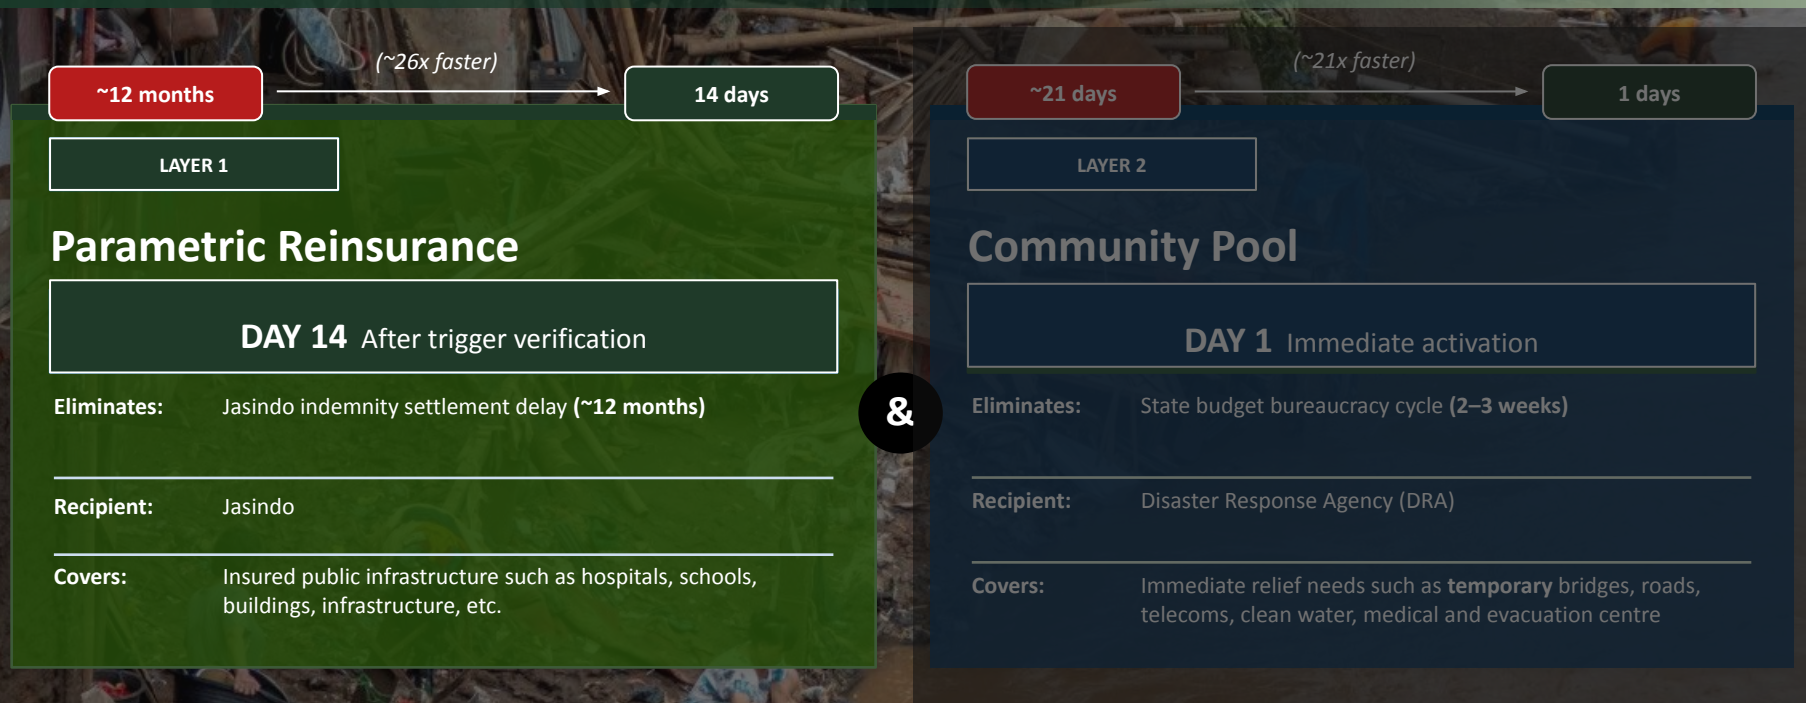 (~26x faster)
~12 months
14 days
LAYER 1
Parametric Reinsurance
DAY 14 After trigger verification
Eliminates: Jasindo indemnity settlement delay (~12 months)
Recipient: Jasindo
Covers: Insured public infrastructure such as hospitals, schools,
buildings, infrastructure, etc.
&
(~21x faster)
~21 days
1 days
LAYER 2
Community Pool
DAY 1 Immediate activation
Eliminates: State budget bureaucracy cycle (2–3 weeks)
Recipient: Disaster Response Agency (DRA)
Covers: Immediate relief needs such as temporary bridges, roads,
telecoms, clean water, medical and evacuation centre